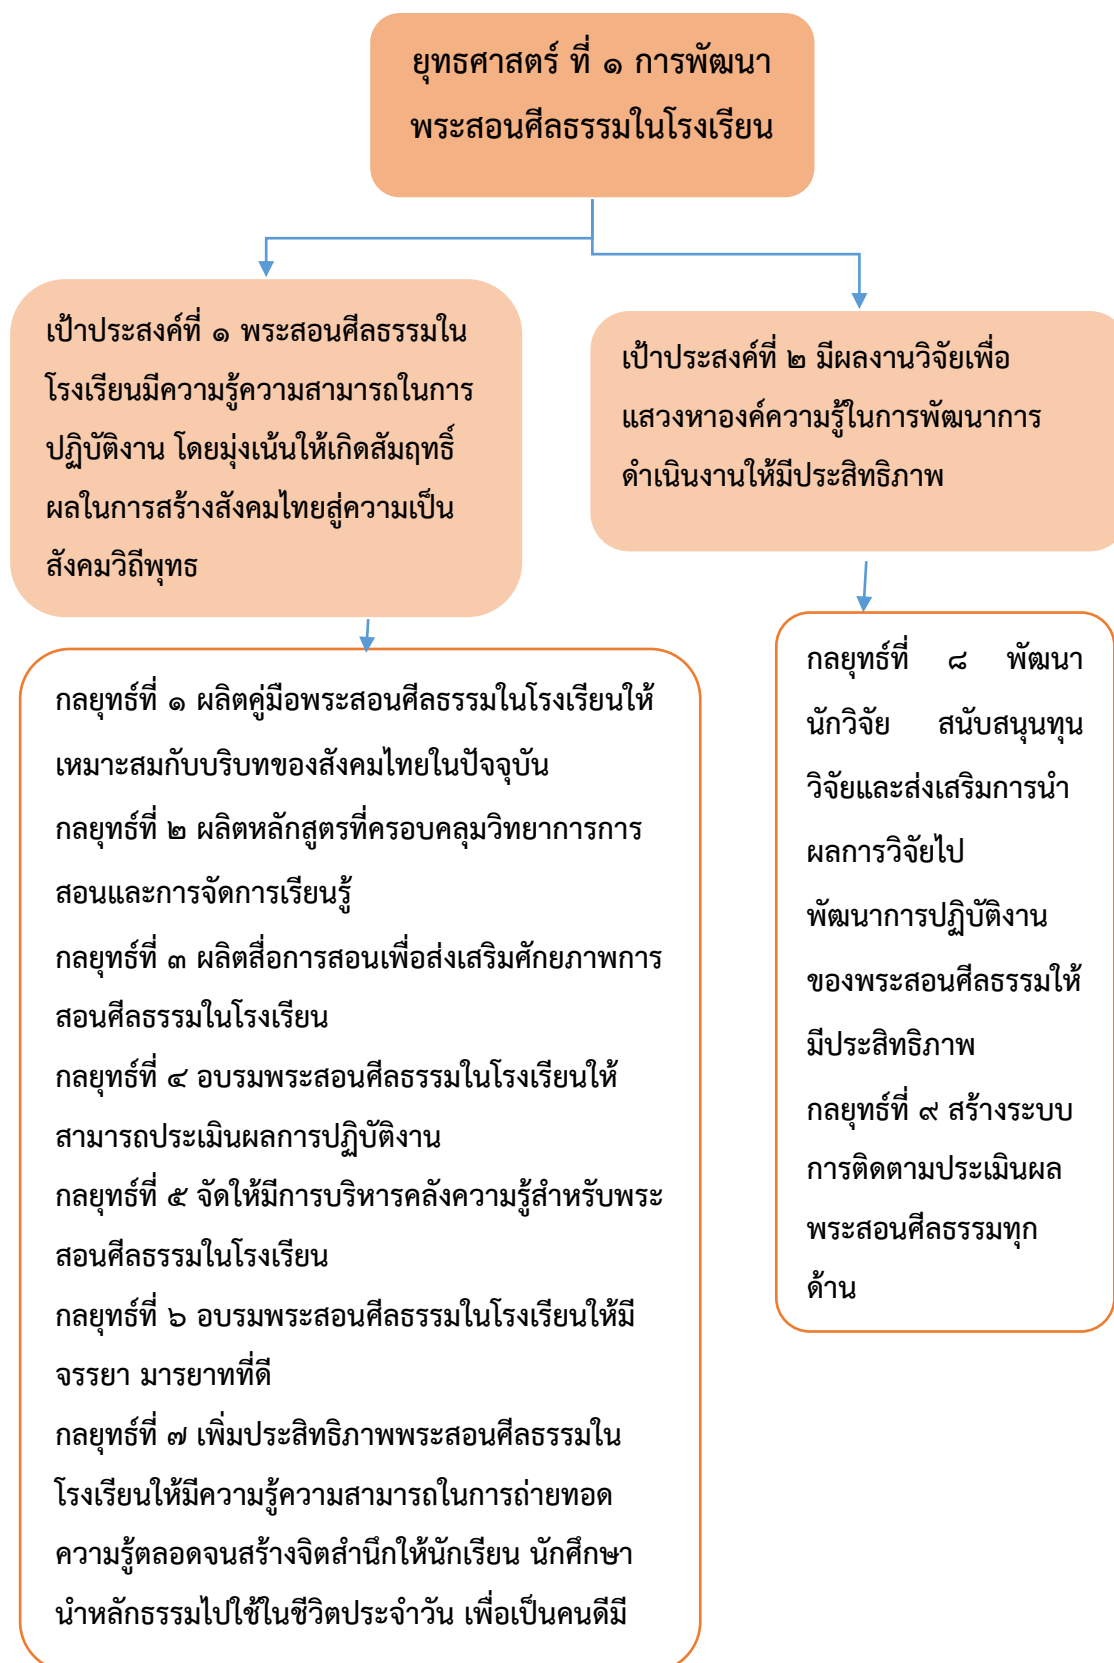 ยุทธศาสตร์ ที่ ๑ การพัฒนา
พระสอนศีลธรรมในโรงเรียน
เป้าประสงค์ที่ ๑ พระสอนศีลธรรมใน
โรงเรียนมีความรู้ความสามารถในการ
ปฏิบัติงาน โดยมุ่งเน้นให้เกิดสัมฤทธิ์
ผลในการสร้างสังคมไทยสู่ความเป็น
สังคมวิถีพุทธ
เป้าประสงค์ที่ ๒ มีผลงานวิจัยเพื่อ
แสวงหาองค์ความรู้ในการพัฒนาการ
ดำเนินงานให้มีประสิทธิภาพ
กลยุทธ์ที่ ๑ ผลิตคู่มือพระสอนศีลธรรมในโรงเรียนให้
เหมาะสมกับบริบทของสังคมไทยในปัจจุบัน
กลยุทธ์ที่ ๒ ผลิตหลักสูตรที่ครอบคลุมวิทยาการการ
สอนและการจัดการเรียนรู้
กลยุทธ์ที่ ๓ ผลิตสื่อการสอนเพื่อส่งเสริมศักยภาพการ
สอนศีลธรรมในโรงเรียน
กลยุทธ์ที่ ๔ อบรมพระสอนศีลธรรมในโรงเรียนให้
สามารถประเมินผลการปฏิบัติงาน
กลยุทธ์ที่ ๕ จัดให้มีการบริหารคลังความรู้สำหรับพระ
สอนศีลธรรมในโรงเรียน
กลยุทธ์ที่ ๖ อบรมพระสอนศีลธรรมในโรงเรียนให้มี
จรรยา มารยาทที่ดี
กลยุทธ์ที่ ๗ เพิ่มประสิทธิภาพพระสอนศีลธรรมใน
โรงเรียนให้มีความรู้ความสามารถในการถ่ายทอด
ความรู้ตลอดจนสร้างจิตสำนึกให้นักเรียน นักศึกษา
นำหลักธรรมไปใช้ในชีวิตประจำวัน เพื่อเป็นคนดีมี
กลยุทธ์ที่ ๘ พัฒนา
นักวิจัย สนับสนุนทุน
วิจัยและส่งเสริมการนำ
ผลการวิจัยไป
พัฒนาการปฏิบัติงาน
ของพระสอนศีลธรรมให้
มีประสิทธิภาพ
กลยุทธ์ที่ ๙ สร้างระบบ
การติดตามประเมินผล
พระสอนศีลธรรมทุก
ด้าน